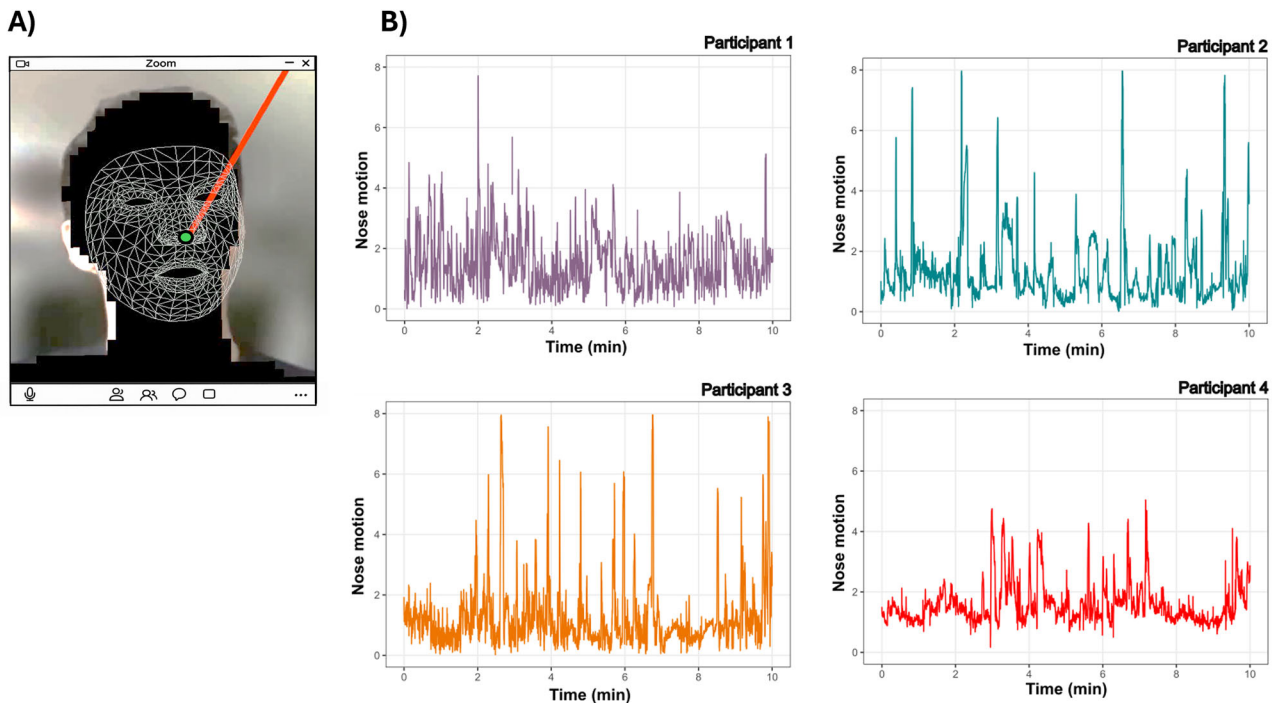 A)
Zoom
B)
Participant 1
Nose motion
8
6
4
2
0
0 2 4 6 8 10
Time (min)
Participant 2
Nose motion
8
6
4
2
0
0 2 4 6 8 10
Time (min)
Participant 3
Nose motion
8
6
4
2
0
0 2 4 6 8 10
Time (min)
Participant 4
Nose motion
8
6
4
2
0
0 2 4 6 8 10
Time (min)